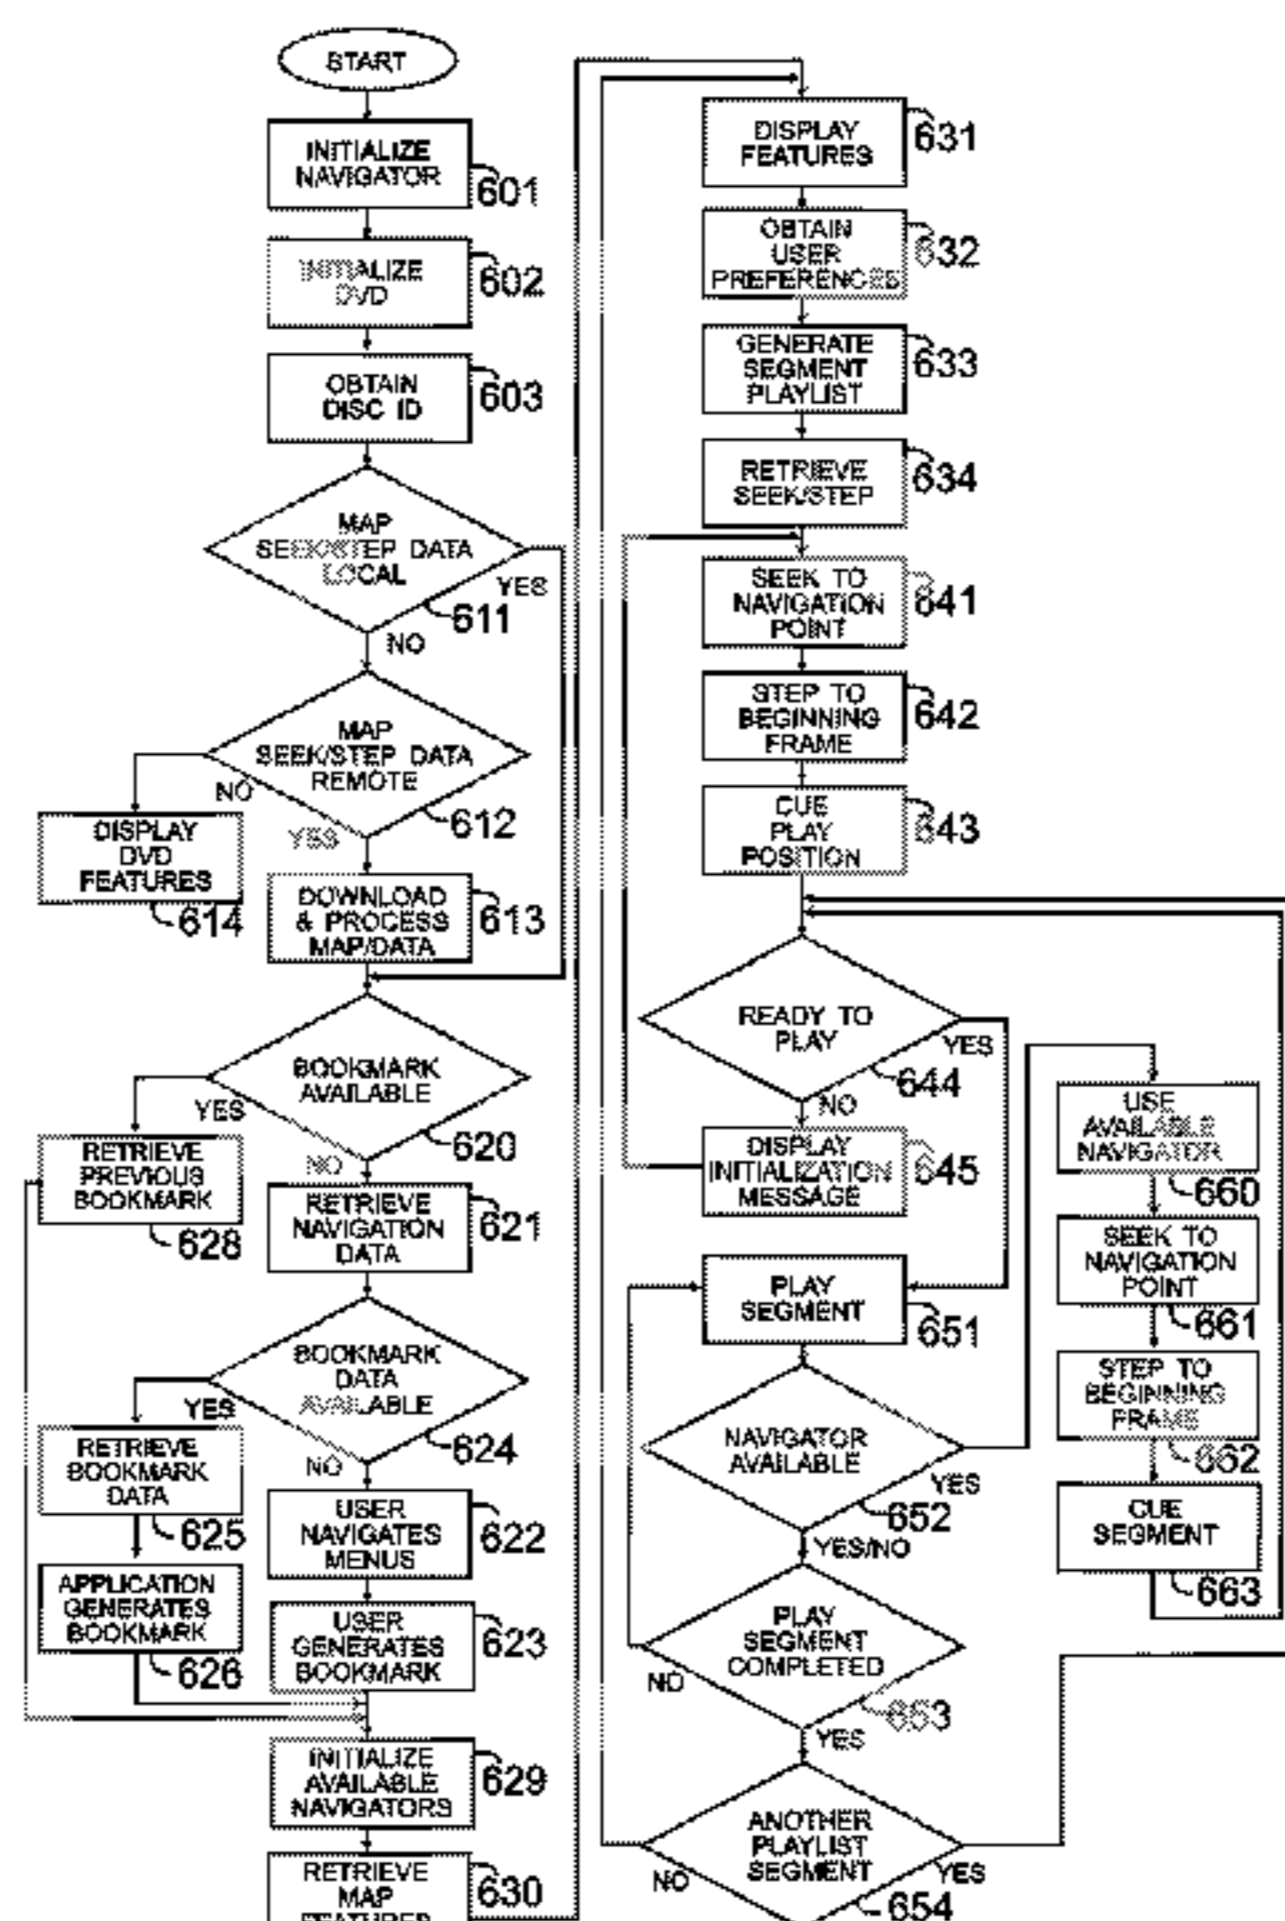 START
INITIALIZE
NAVIGATOR
601
INITIALIZE
DVD
602
OBTAIN
DISC ID
603
MAP
SEEK/STEP DATA
LOCAL
611
YES
NO
MAP
SEEK/STEP DATA
REMOTE
612
NO
YES
DISPLAY
DVD
FEATURES
614
DOWNLOAD
& PROCESS
MAP/DATA
613
BOOKMARK
AVAILABLE
620
YES
NO
RETRIEVE
PREVIOUS
BOOKMARK
628
RETRIEVE
NAVIGATION
DATA
621
BOOKMARK
DATA
AVAILABLE
624
YES
NO
RETRIEVE
BOOKMARK
DATA
625
APPLICATION
GENERATES
BOOKMARK
626
USER
NAVIGATES
MENUS
622
USER
GENERATES
BOOKMARK
623
INITIALIZE
AVAILABLE
NAVIGATORS
629
RETRIEVE
MAP
FEATURES
630
DISPLAY
FEATURES
631
OBTAIN
USER
PREFERENCES
632
GENERATE
SEGMENT
PLAYLIST
633
RETRIEVE
SEEK/STEP
634
SEEK TO
NAVIGATION
POINT
641
STEP TO
BEGINNING
FRAME
642
CUE
PLAY
POSITION
643
READY TO
PLAY
644
YES
NO
DISPLAY
INITIALIZATION
MESSAGE
645
PLAY
SEGMENT
651
NAVIGATOR
AVAILABLE
652
YES
YES/NO
PLAY
SEGMENT
COMPLETED
653
NO
YES
ANOTHER
PLAYLIST
SEGMENT
654
NO
YES
USE
AVAILABLE
NAVIGATOR
660
SEEK TO
NAVIGATION
POINT
661
STEP TO
BEGINNING
FRAME
662
CUE
SEGMENT
663